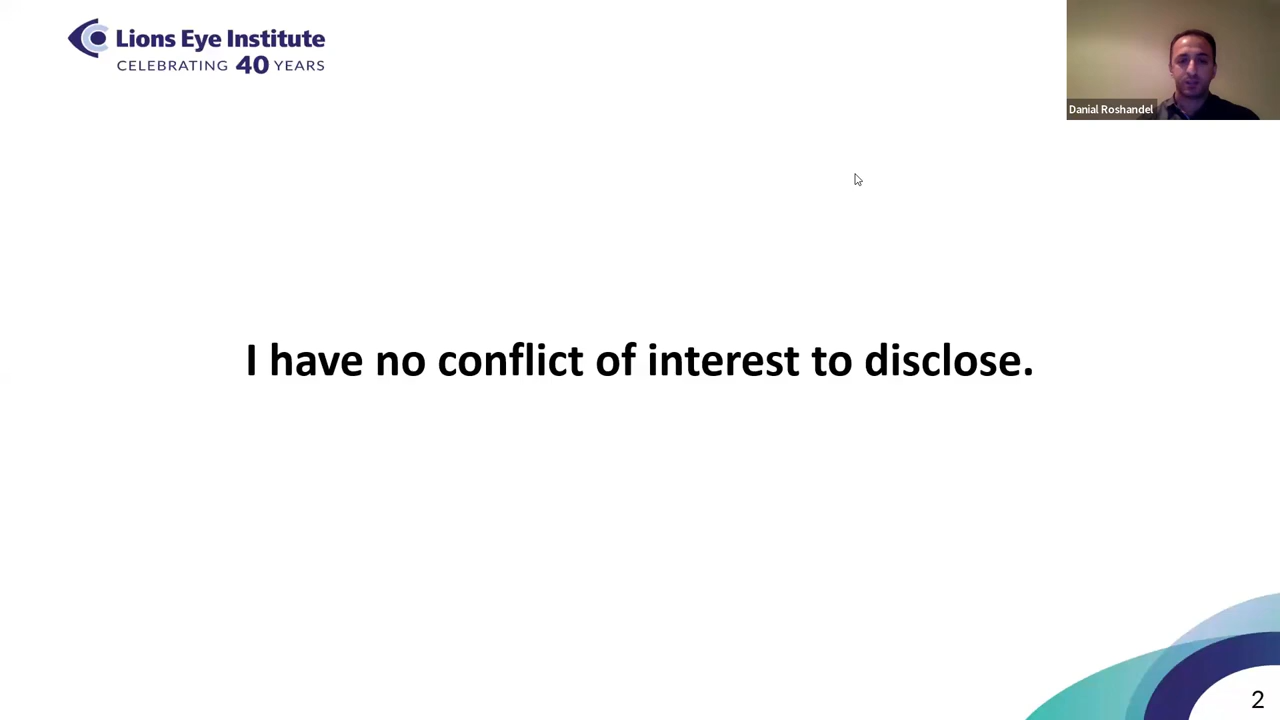 Lions Eye Institute
CELEBRATING 40 YEARS
Danial Roshandel
I have no conflict of interest to disclose.
2